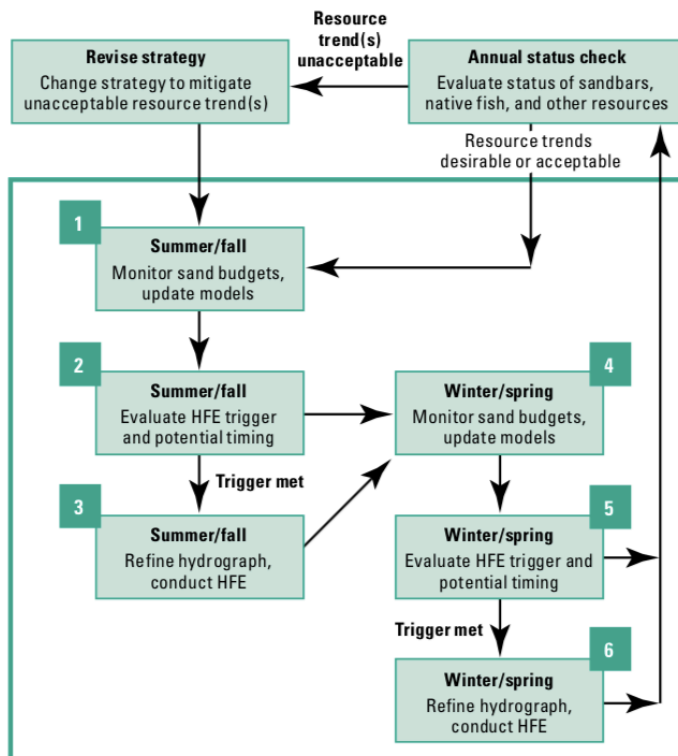 Resource
trend(s)
unacceptable
Revise strategy
Change strategy to mitigate
unacceptable resource trend(s)
Annual status check
Evaluate status of sandbars,
native fish, and other resources
Resource trends
desirable or acceptable
1
Summer/fall
Monitor sand budgets,
update models
2
Summer/fall
Evaluate HFE trigger
and potential timing
4
Winter/spring
Monitor sand budgets,
update models
Trigger met
3
Summer/fall
Refine hydrograph,
conduct HFE
5
Winter/spring
Evaluate HFE trigger and
potential timing
Trigger met
6
Winter/spring
Refine hydrograph,
conduct HFE